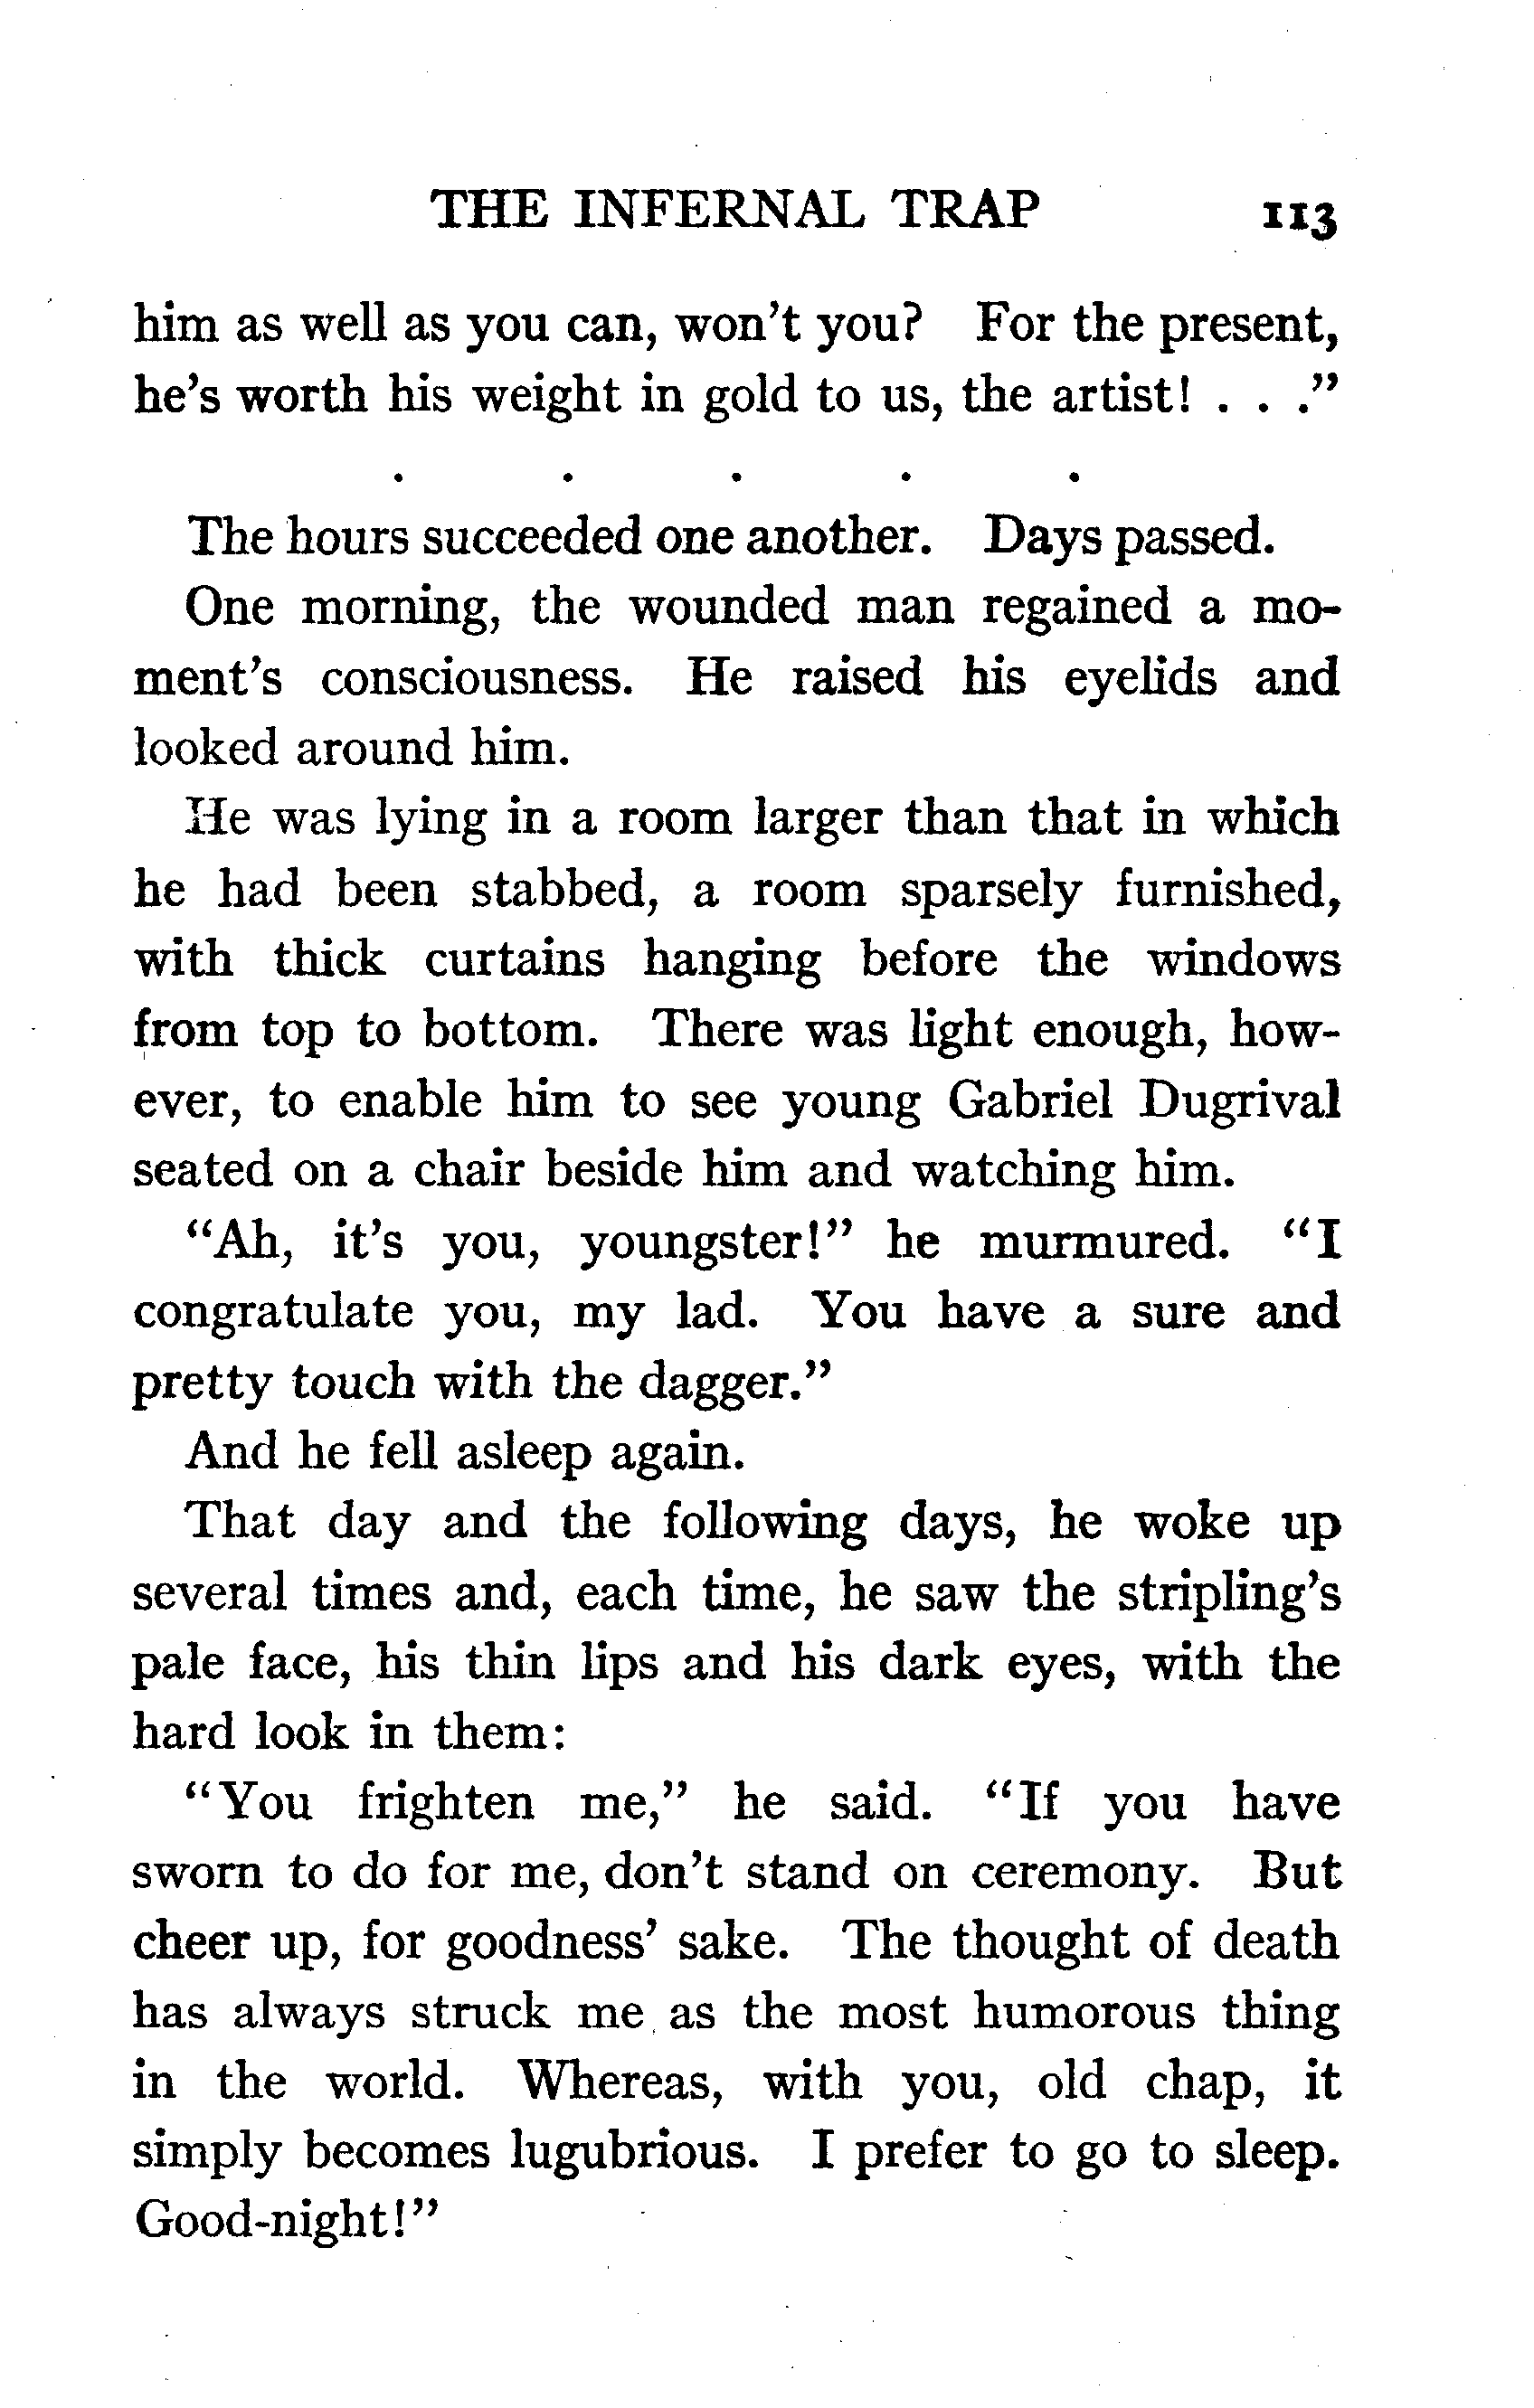 THE INFERNAL TRAP 113
him as well as you can, won't you? For the present,
he's worth his weight in gold to us, the artist! . . ."
. . . . .
The hours succeeded one another. Days passed.
One morning, the wounded man regained a mo-
ment's consciousness. He raised his eyelids and
looked around him.
He was lying in a room larger than that in which
he had been stabbed, a room sparsely furnished,
with thick curtains hanging before the windows
from top to bottom. There was light enough, how-
ever, to enable him to see young Gabriel Dugrival
seated on a chair beside him and watching him.
"Ah, it's you, youngster!" he murmured. "I
congratulate you, my lad. You have a sure and
pretty touch with the dagger."
And he fell asleep again.
That day and the following days, he woke up
several times and, each time, he saw the stripling's
pale face, his thin lips and his dark eyes, with the
hard look in them:
"You frighten me," he said. "If you have
sworn to do for me, don't stand on ceremony. But
cheer up, for goodness' sake. The thought of death
has always struck me as the most humorous thing
in the world. Whereas, with you, old chap, it
simply becomes lugubrious. I prefer to go to sleep.
Good-night!"